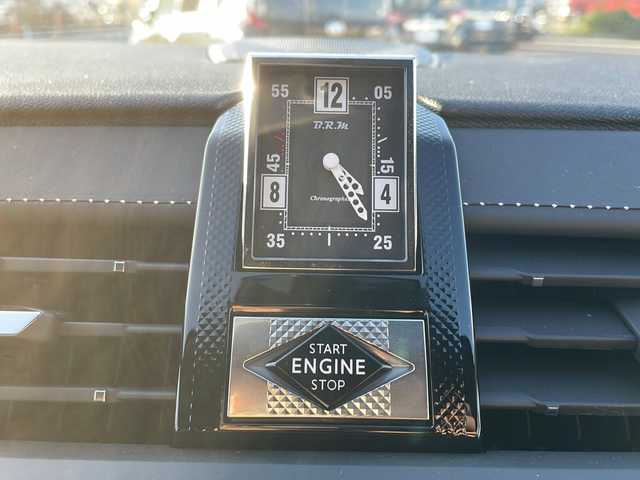 55 12 05
B.R.M
45 15
8 4
Chronographes
35 25
START
ENGINE
STOP